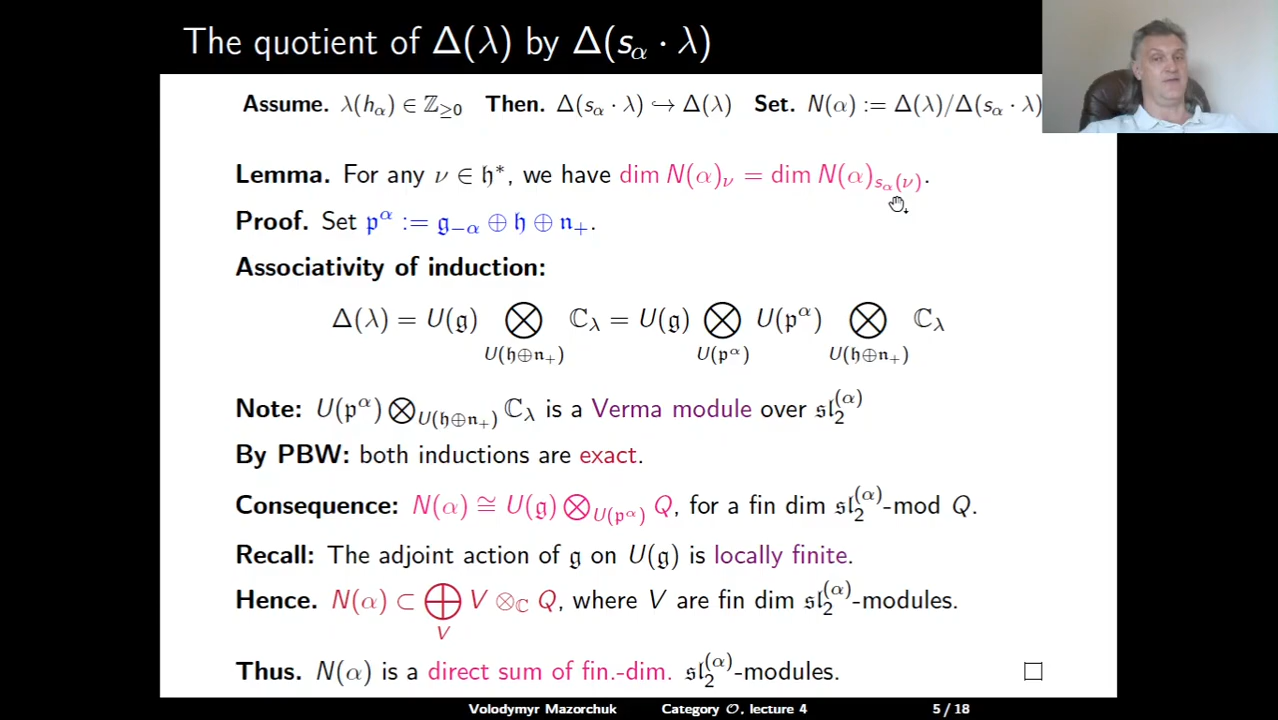 The quotient of Δ(λ) by Δ(s_α · λ)
Assume. λ(h_α) ∈ ℤ_≥0 Then. Δ(s_α · λ) ↪ Δ(λ) Set. N(α) := Δ(λ)/Δ(s_α · λ)
Lemma. For any ν ∈ 𝔥*, we have dim N(α)_ν = dim N(α)_{s_α(ν)}.
Proof. Set 𝔭^α := 𝔤_{−α} ⊕ 𝔥 ⊕ 𝔫_+.
Associativity of induction:
Δ(λ) = U(𝔤) ⨂_{U(𝔥⊕𝔫_+)} ℂ_λ = U(𝔤) ⨂_{U(𝔭^α)} U(𝔭^α) ⨂_{U(𝔥⊕𝔫_+)} ℂ_λ
Note: U(𝔭^α) ⨂_{U(𝔥⊕𝔫_+)} ℂ_λ is a Verma module over 𝔰𝔩_2^{(α)}
By PBW: both inductions are exact.
Consequence: N(α) ≅ U(𝔤) ⨂_{U(𝔭^α)} Q, for a fin dim 𝔰𝔩_2^{(α)}-mod Q.
Recall: The adjoint action of 𝔤 on U(𝔤) is locally finite.
Hence. N(α) ⊂ ⨁_V V ⊗_ℂ Q, where V are fin dim 𝔰𝔩_2^{(α)}-modules.
Thus. N(α) is a direct sum of fin.-dim. 𝔰𝔩_2^{(α)}-modules. □
Volodymyr Mazorchuk Category 𝒪, lecture 4 5 / 18